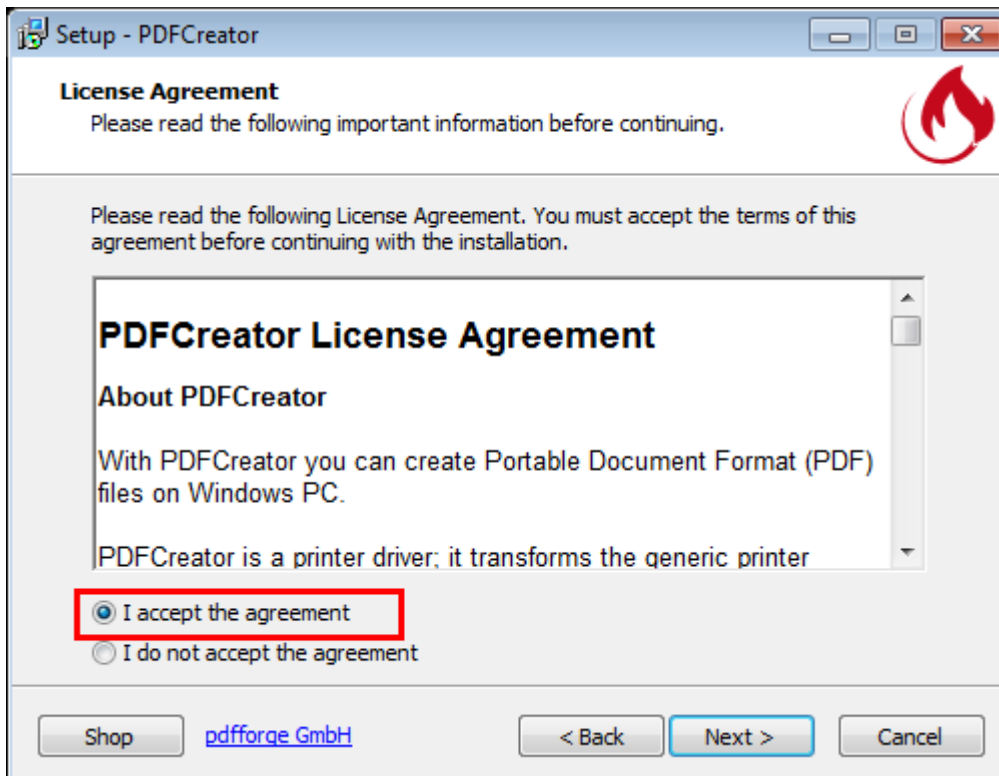 Setup - PDFCreator
License Agreement
Please read the following important information before continuing.
Please read the following License Agreement. You must accept the terms of this
agreement before continuing with the installation.
PDFCreator License Agreement
About PDFCreator
With PDFCreator you can create Portable Document Format (PDF)
files on Windows PC.
PDFCreator is a printer driver; it transforms the generic printer
I accept the agreement
I do not accept the agreement
Shop
pdfforge GmbH
< Back
Next >
Cancel